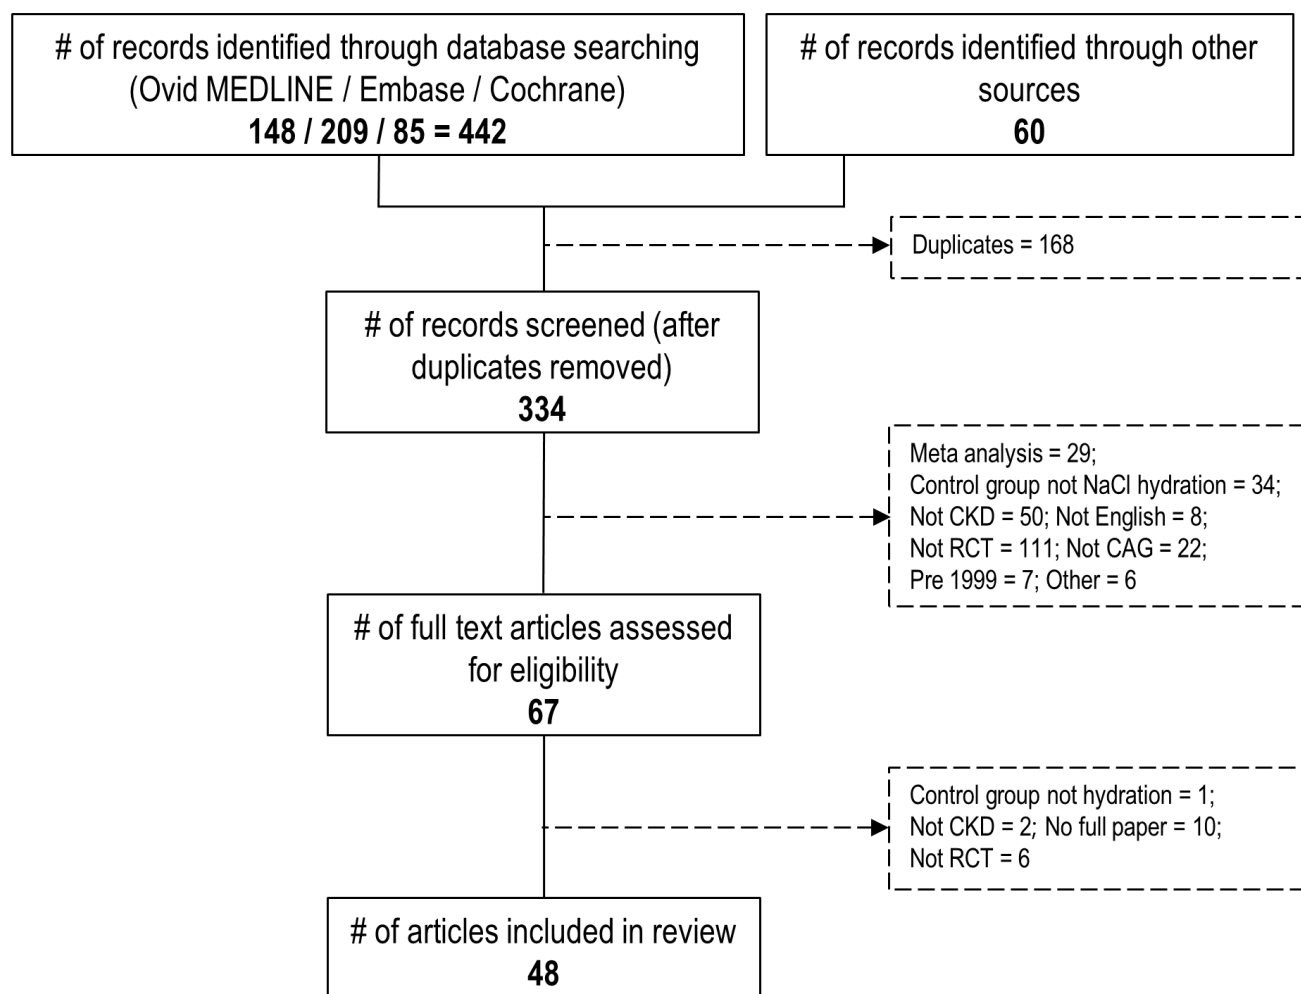 # of records identified through database searching
(Ovid MEDLINE / Embase / Cochrane)
148 / 209 / 85 = 442
# of records identified through other
sources
60
Duplicates = 168
# of records screened (after
duplicates removed)
334
Meta analysis = 29;
Control group not NaCl hydration = 34;
Not CKD = 50; Not English = 8;
Not RCT = 111; Not CAG = 22;
Pre 1999 = 7; Other = 6
# of full text articles assessed
for eligibility
67
Control group not hydration = 1;
Not CKD = 2; No full paper = 10;
Not RCT = 6
# of articles included in review
48